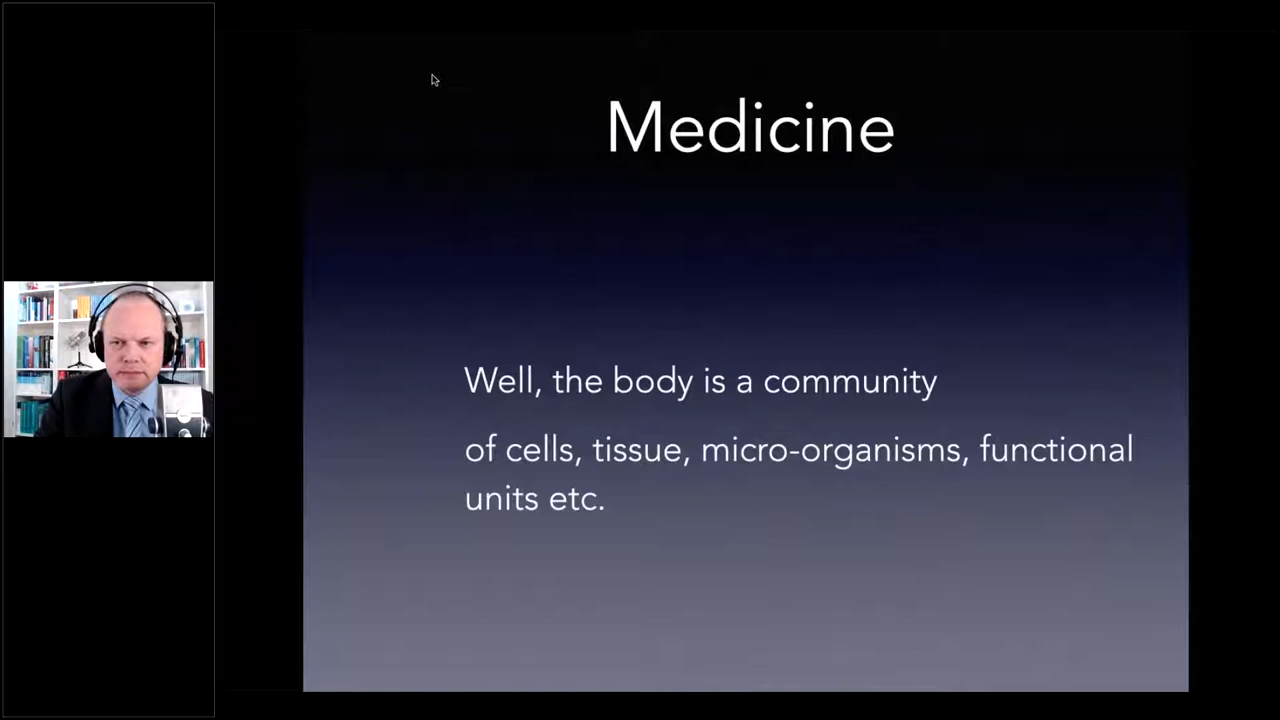 Medicine
Well, the body is a community
of cells, tissue, micro-organisms, functional
units etc.